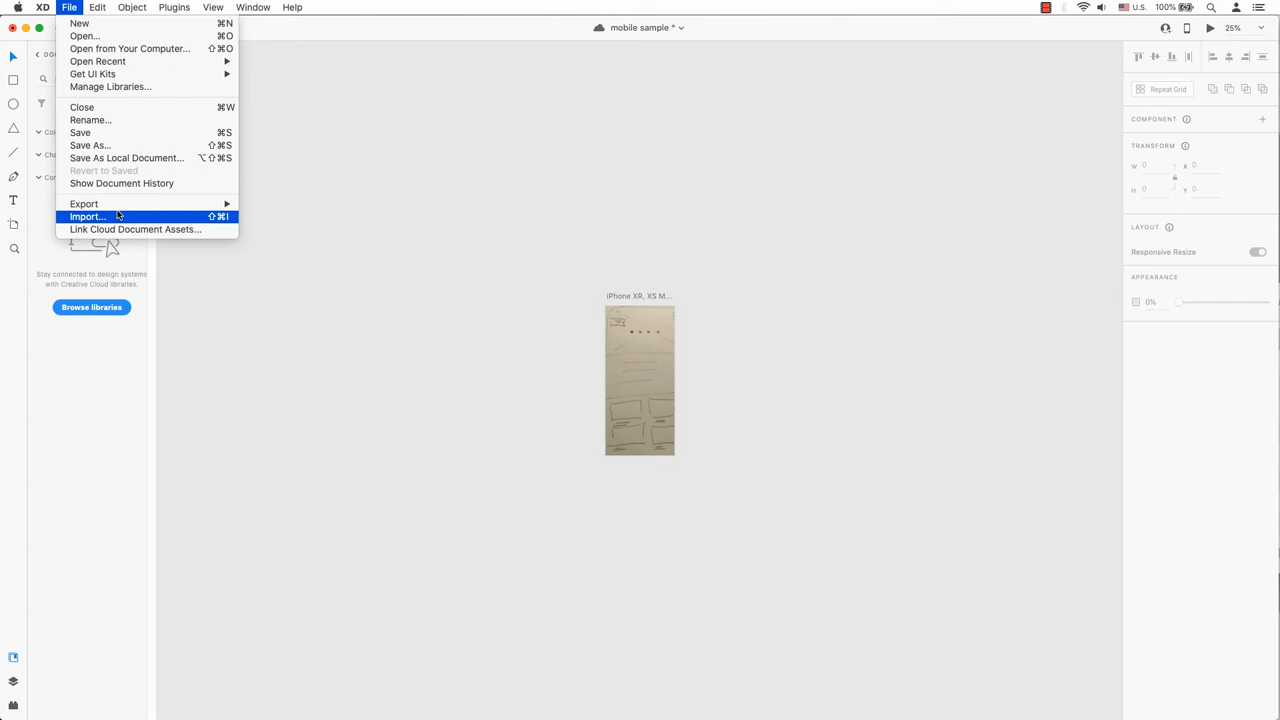 XD File Edit Object Plugins View Window Help
U.S. 100%
mobile sample *
25%
New ⌘N
Open... ⌘O
Open from Your Computer... ⇧⌘O
Open Recent
Get UI Kits
Manage Libraries...
Close ⌘W
Rename...
Save ⌘S
Save As... ⇧⌘S
Save As Local Document... ⌥⇧⌘S
Revert to Saved
Show Document History
Export
Import... ⇧⌘I
Link Cloud Document Assets...
Stay connected to design systems
with Creative Cloud libraries.
Browse libraries
iPhone XR, XS M...
Repeat Grid
COMPONENT
TRANSFORM
W 0 X 0
H 0 Y 0
LAYOUT
Responsive Resize
APPEARANCE
0%